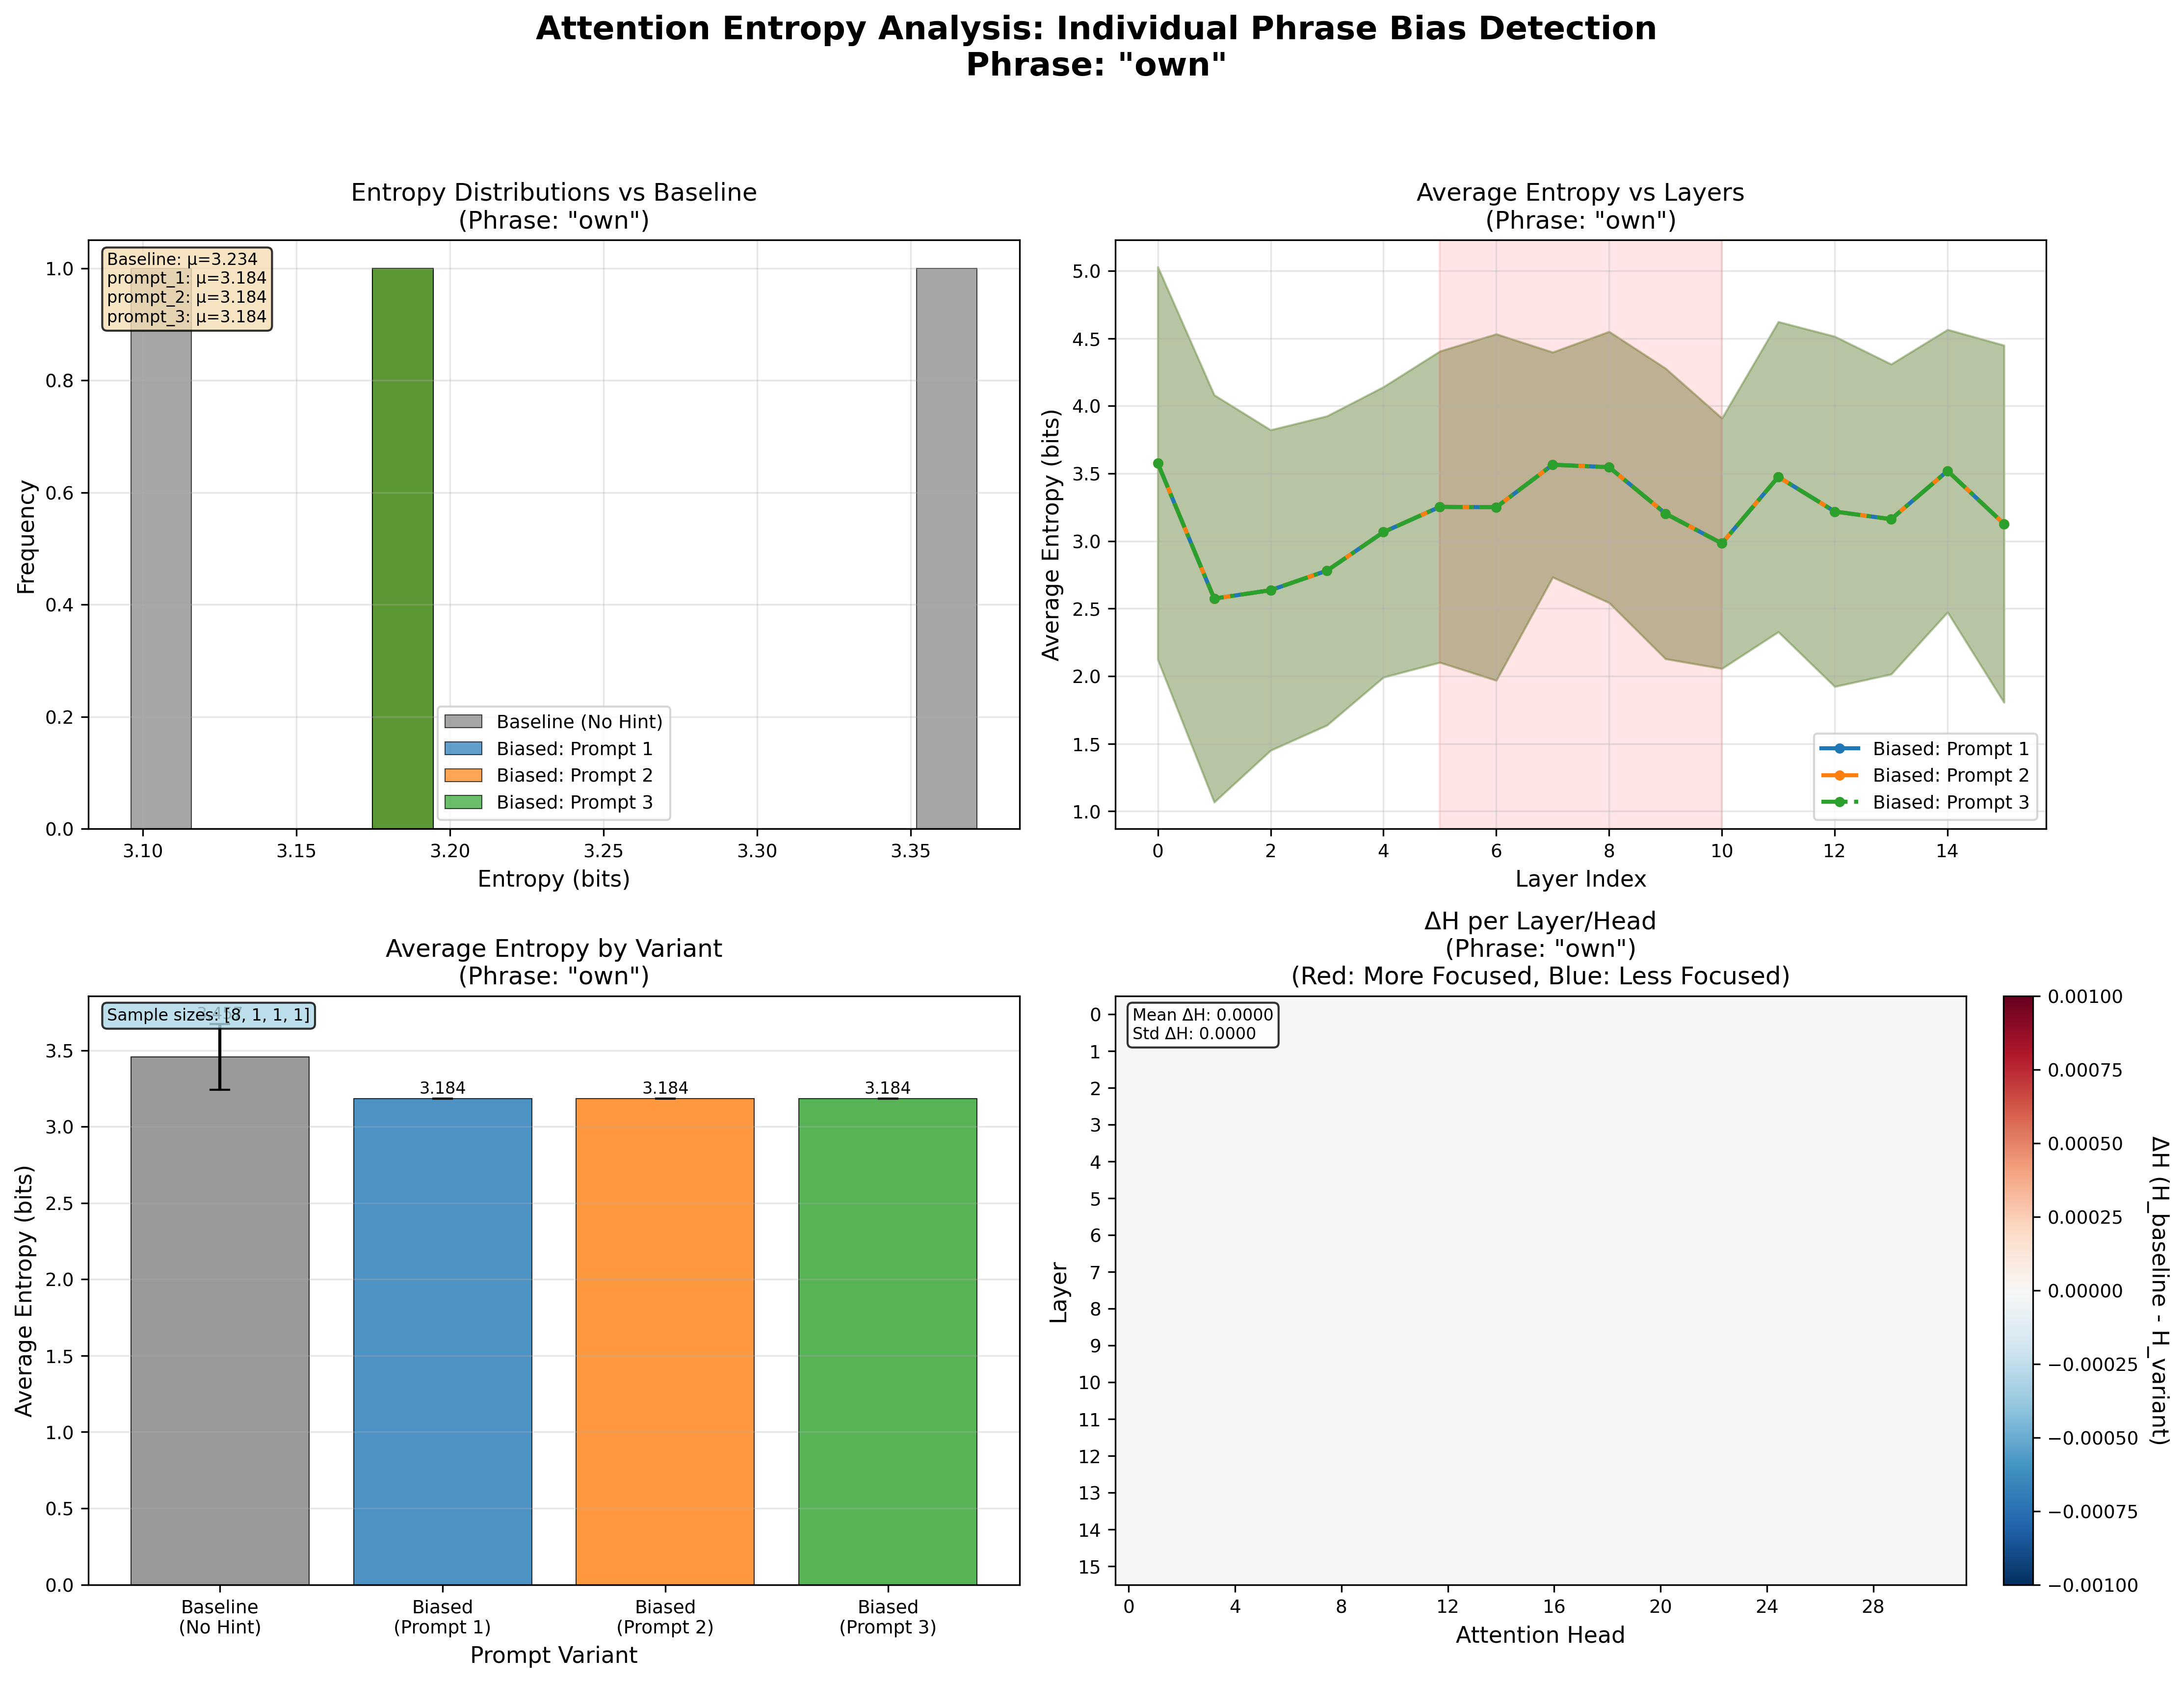 Attention Entropy Analysis: Individual Phrase Bias Detection
Phrase: "own"
Entropy Distributions vs Baseline
(Phrase: "own")
Baseline: μ=3.234
prompt_1: μ=3.184
prompt_2: μ=3.184
prompt_3: μ=3.184
1.0
0.8
0.6
0.4
0.2
0.0
Frequency
Baseline (No Hint)
Biased: Prompt 1
Biased: Prompt 2
Biased: Prompt 3
3.10 3.15 3.20 3.25 3.30 3.35
Entropy (bits)
Average Entropy vs Layers
(Phrase: "own")
5.0
4.5
4.0
3.5
3.0
2.5
2.0
1.5
1.0
Average Entropy (bits)
Biased: Prompt 1
Biased: Prompt 2
Biased: Prompt 3
0 2 4 6 8 10 12 14
Layer Index
Average Entropy by Variant
(Phrase: "own")
Sample sizes: [8, 1, 1, 1]
3.184 3.184 3.184
3.5
3.0
2.5
2.0
1.5
1.0
0.5
0.0
Average Entropy (bits)
Baseline
(No Hint)
Biased
(Prompt 1)
Biased
(Prompt 2)
Biased
(Prompt 3)
Prompt Variant
ΔH per Layer/Head
(Phrase: "own")
(Red: More Focused, Blue: Less Focused)
Mean ΔH: 0.0000
Std ΔH: 0.0000
0
1
2
3
4
5
6
7
8
9
10
11
12
13
14
15
Layer
0 4 8 12 16 20 24 28
Attention Head
0.00100
0.00075
0.00050
0.00025
0.00000
−0.00025
−0.00050
−0.00075
−0.00100
ΔH (H_baseline - H_variant)